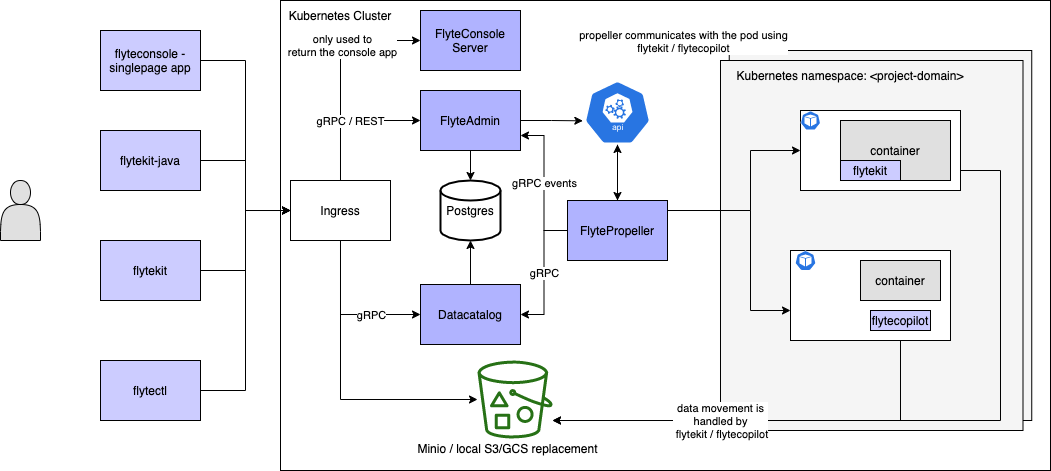 Kubernetes Cluster
flyteconsole -
singlepage app
flytekit-java
flytekit
flytectl
Ingress
only used to
return the console app
gRPC / REST
gRPC
FlyteConsole
Server
FlyteAdmin
Postgres
Datacatalog
api
gRPC events
gRPC
FlytePropeller
Minio / local S3/GCS replacement
propeller communicates with the pod using
flytekit / flytecopilot
Kubernetes namespace: <project-domain>
container
flytekit
container
flytecopilot
data movement is
handled by
flytekit / flytecopilot